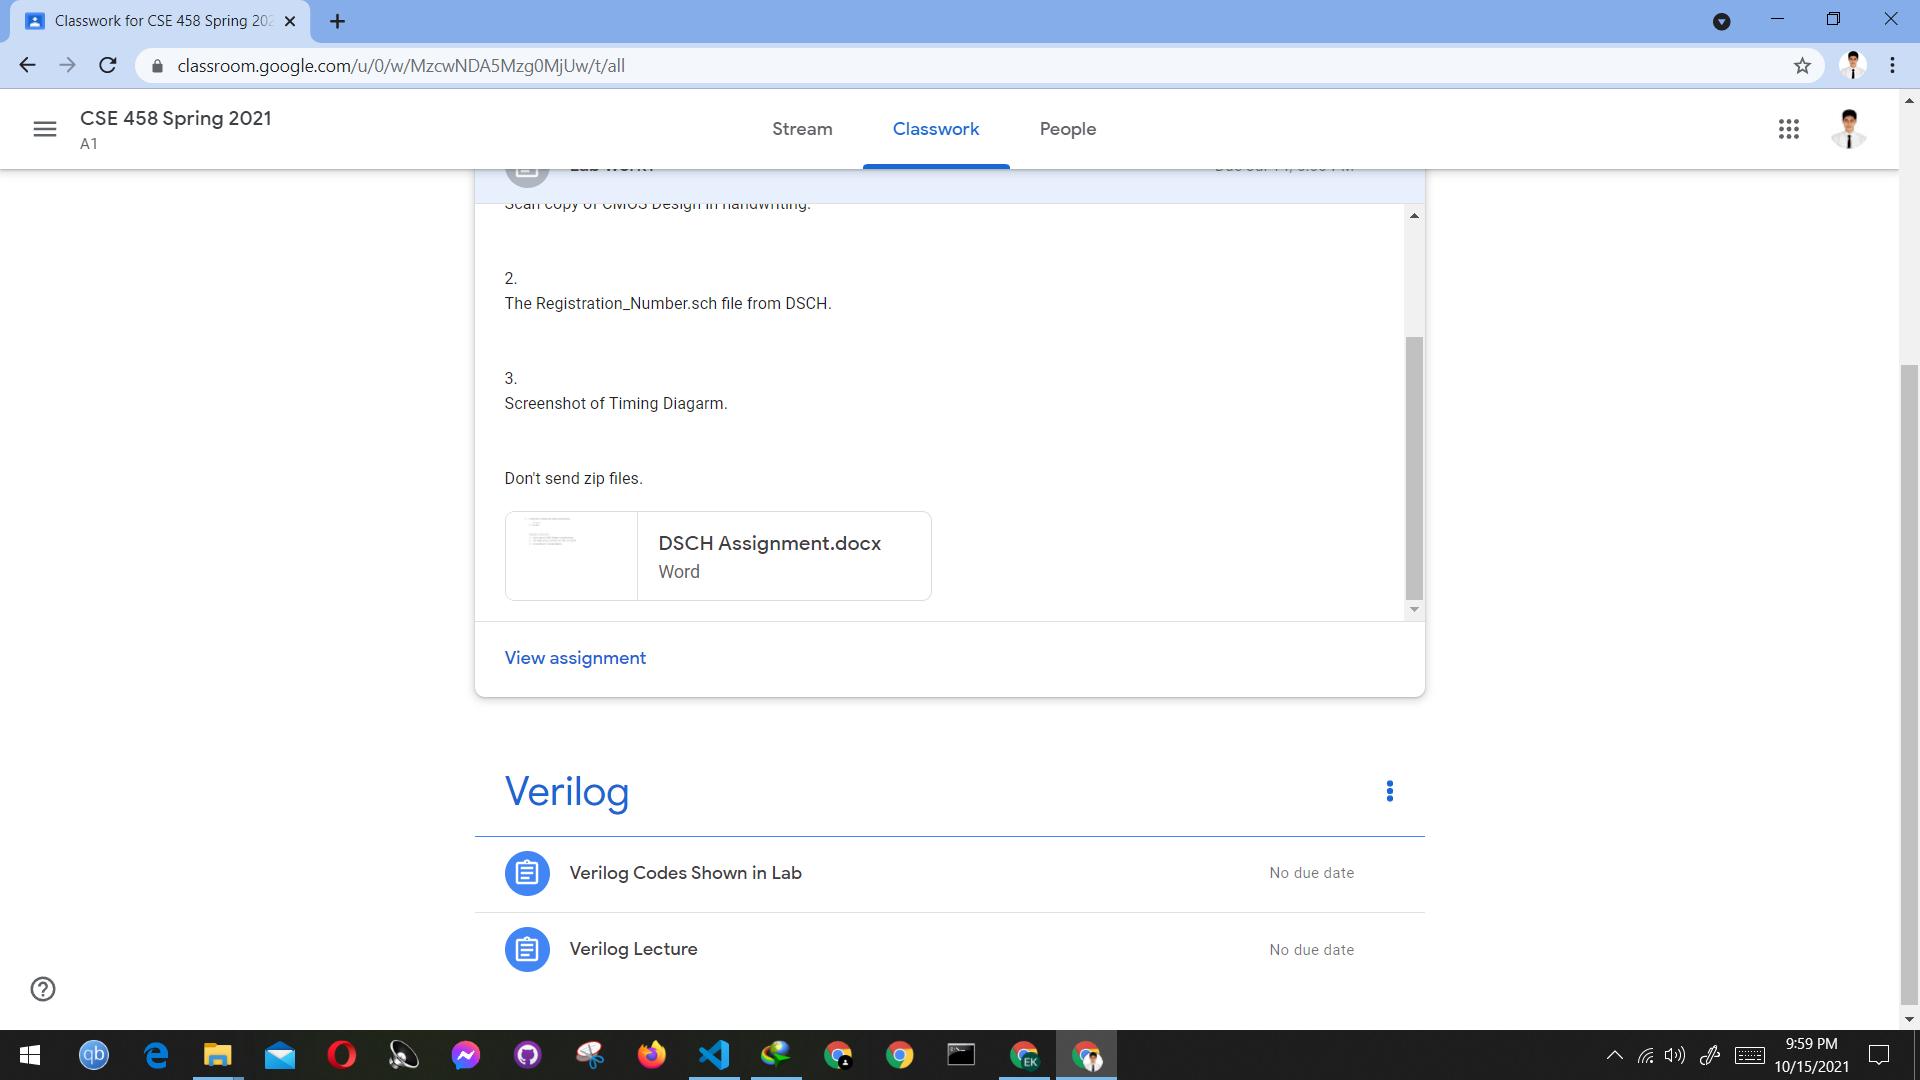 Classwork for CSE 458 Spring 202
classroom.google.com/u/0/w/MzcwNDA5Mzg0MjUw/t/all
CSE 458 Spring 2021
A1
Stream
Classwork
People
Scan copy of CMOS Design in handwriting.
2.
The Registration_Number.sch file from DSCH.
3.
Screenshot of Timing Diagarm.
Don't send zip files.
DSCH Assignment.docx
Word
View assignment
Verilog
Verilog Codes Shown in Lab
No due date
Verilog Lecture
No due date
qb
EK
9:59 PM
10/15/2021